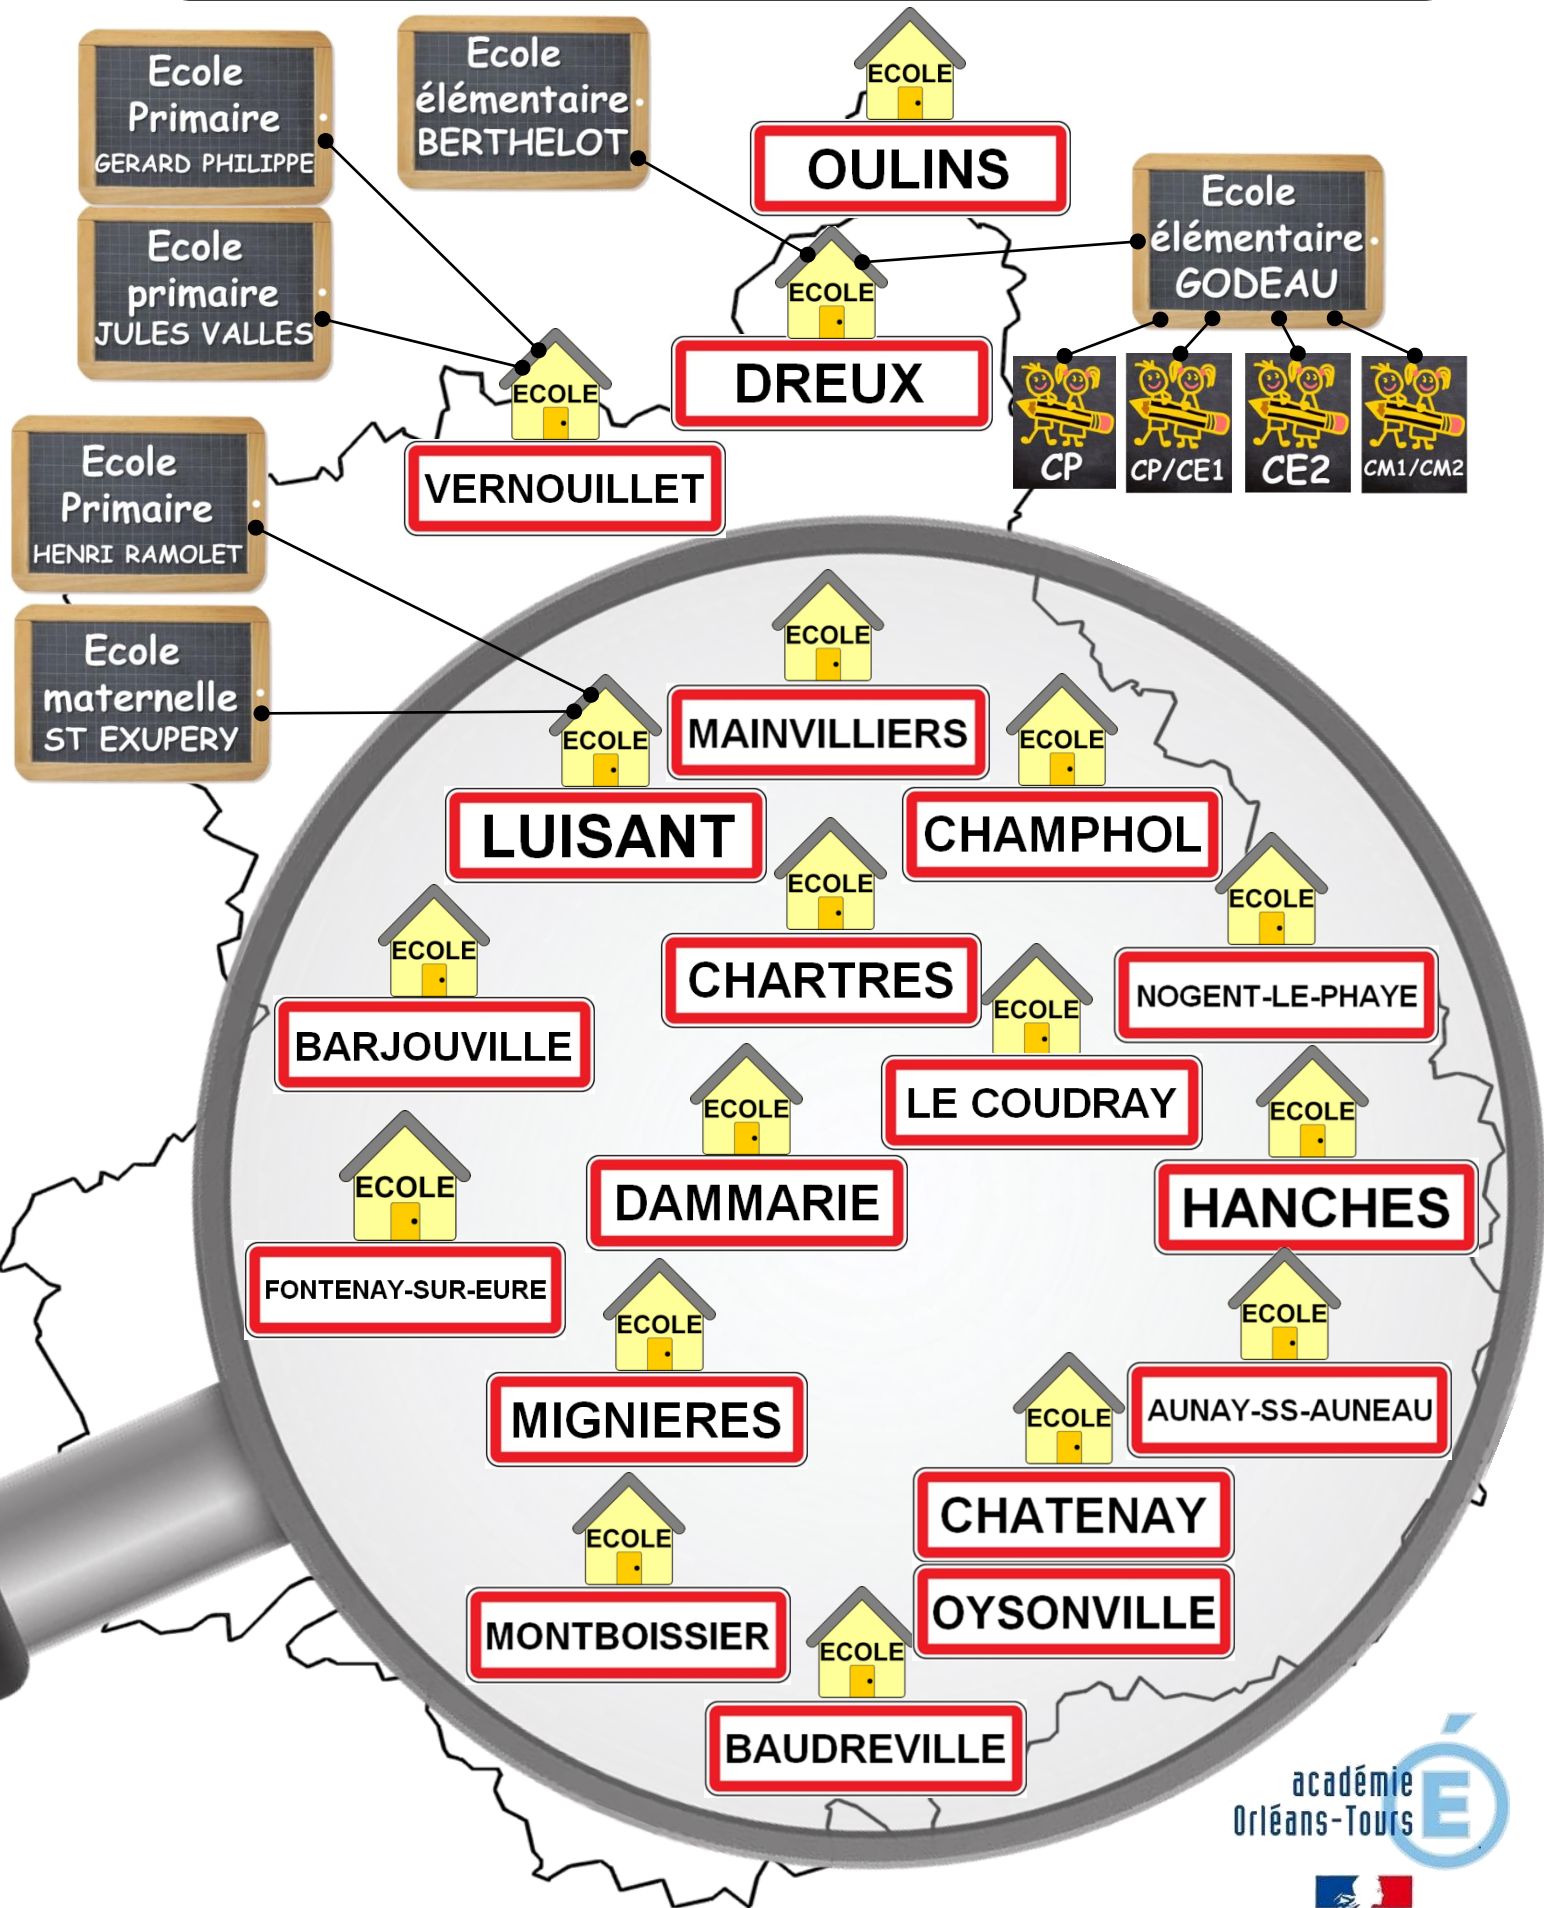 Ecole
Primaire
GERARD PHILIPPE
Ecole
élémentaire
BERTHELOT
ECOLE
OULINS
Ecole
élémentaire
GODEAU
Ecole
primaire
JULES VALLES
ECOLE
DREUX
CP
CP/CE1
CE2
CM1/CM2
ECOLE
VERNOUILLET
Ecole
Primaire
HENRI RAMOLET
Ecole
maternelle
ST EXUPERY
ECOLE
MAINVILLIERS
ECOLE
LUISANT
ECOLE
CHAMPHOL
ECOLE
CHARTRES
ECOLE
NOGENT-LE-PHAYE
ECOLE
BARJOUVILLE
ECOLE
LE COUDRAY
ECOLE
DAMMARIE
ECOLE
HANCHES
ECOLE
FONTENAY-SUR-EURE
ECOLE
MIGNIERES
ECOLE
AUNAY-SS-AUNEAU
ECOLE
CHATENAY
OYSONVILLE
ECOLE
MONTBOISSIER
ECOLE
BAUDREVILLE
académie
Orléans-Tours
É